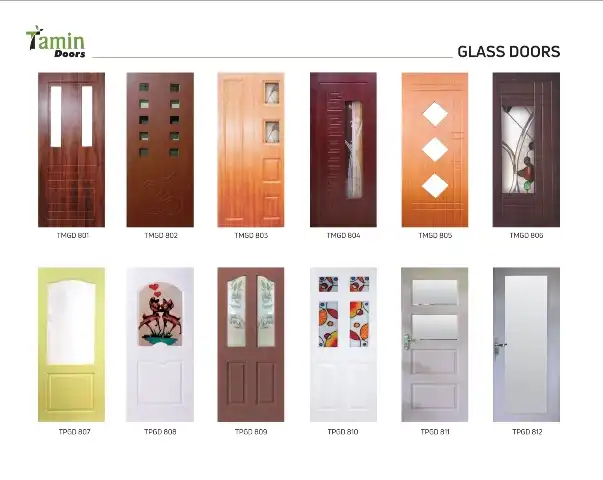 Tamin
Doors
GLASS DOORS
TMGD 801
TMGD 802
TMGD 803
TMGD 804
TMGD 805
TMGD 806
TPGD 807
TPGD 808
TPGD 809
TPGD 810
TPGD 811
TPGD 812